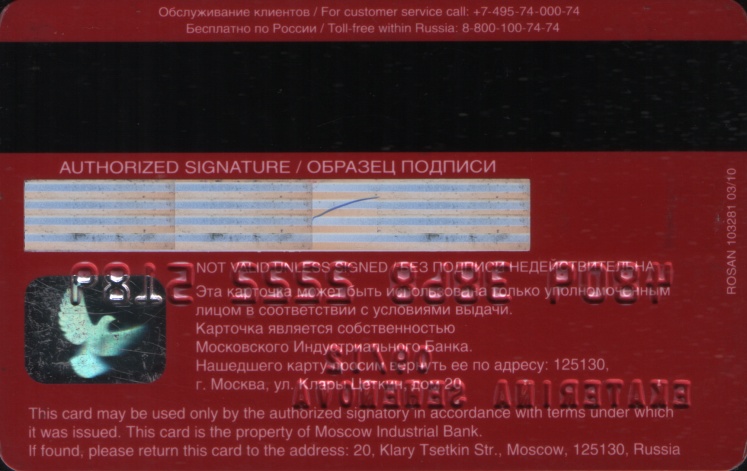 Обслуживание клиентов / For customer service call: +7-495-74-000-74
Бесплатно по России / Toll-free within Russia: 8-800-100-74-74
AUTHORIZED SIGNATURE / ОБРАЗЕЦ ПОДПИСИ
ROSAN 103281 03/10
NOT VALID UNLESS SIGNED / БЕЗ ПОДПИСИ НЕДЕЙСТВИТЕЛЬНА
Эта карточка может быть использована только уполномоченным
лицом в соответствии с условиями выдачи.
Карточка является собственностью
Московского Индустриального Банка.
Нашедшего карту просим вернуть ее по адресу: 125130,
г. Москва, ул. Клары Цеткин, дом 20
This card may be used only by the authorized signatory in accordance with terms under which
it was issued. This card is the property of Moscow Industrial Bank.
If found, please return this card to the address: 20, Klary Tsetkin Str., Moscow, 125130, Russia